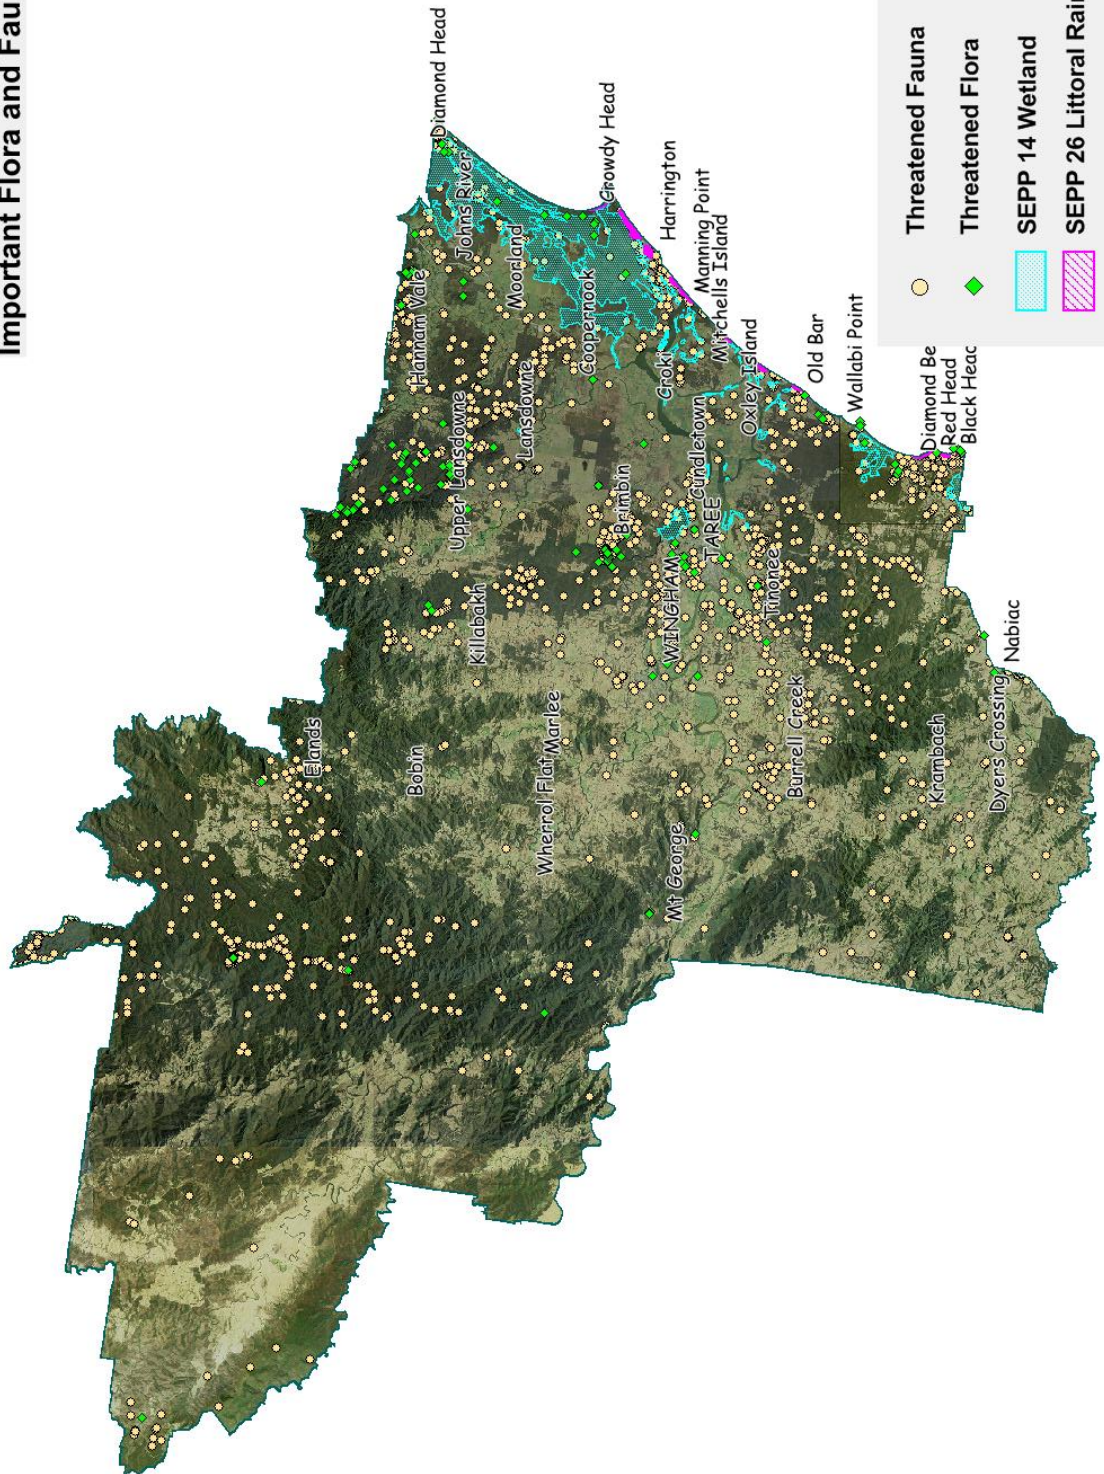 Important Flora and Fau
Elands
Bobin
Hannam Vale
Diamond Head
Upper Lansdowne
Johns River
Killabakh
Moorland
Lansdowne
Wherrol Flat
Marlee
Coopernook
Crowdy Head
Brimbin
Croki
Harrington
WINGHAM
Mt George
Cundletown
Manning Point
TAREE
Mitchells Island
Oxley Island
Tinonee
Burrell Creek
Old Bar
Wallabi Point
Krambach
Diamond Be
Red Head
Black Head
Dyers Crossing
Nabiac
Threatened Fauna
Threatened Flora
SEPP 14 Wetland
SEPP 26 Littoral Rai